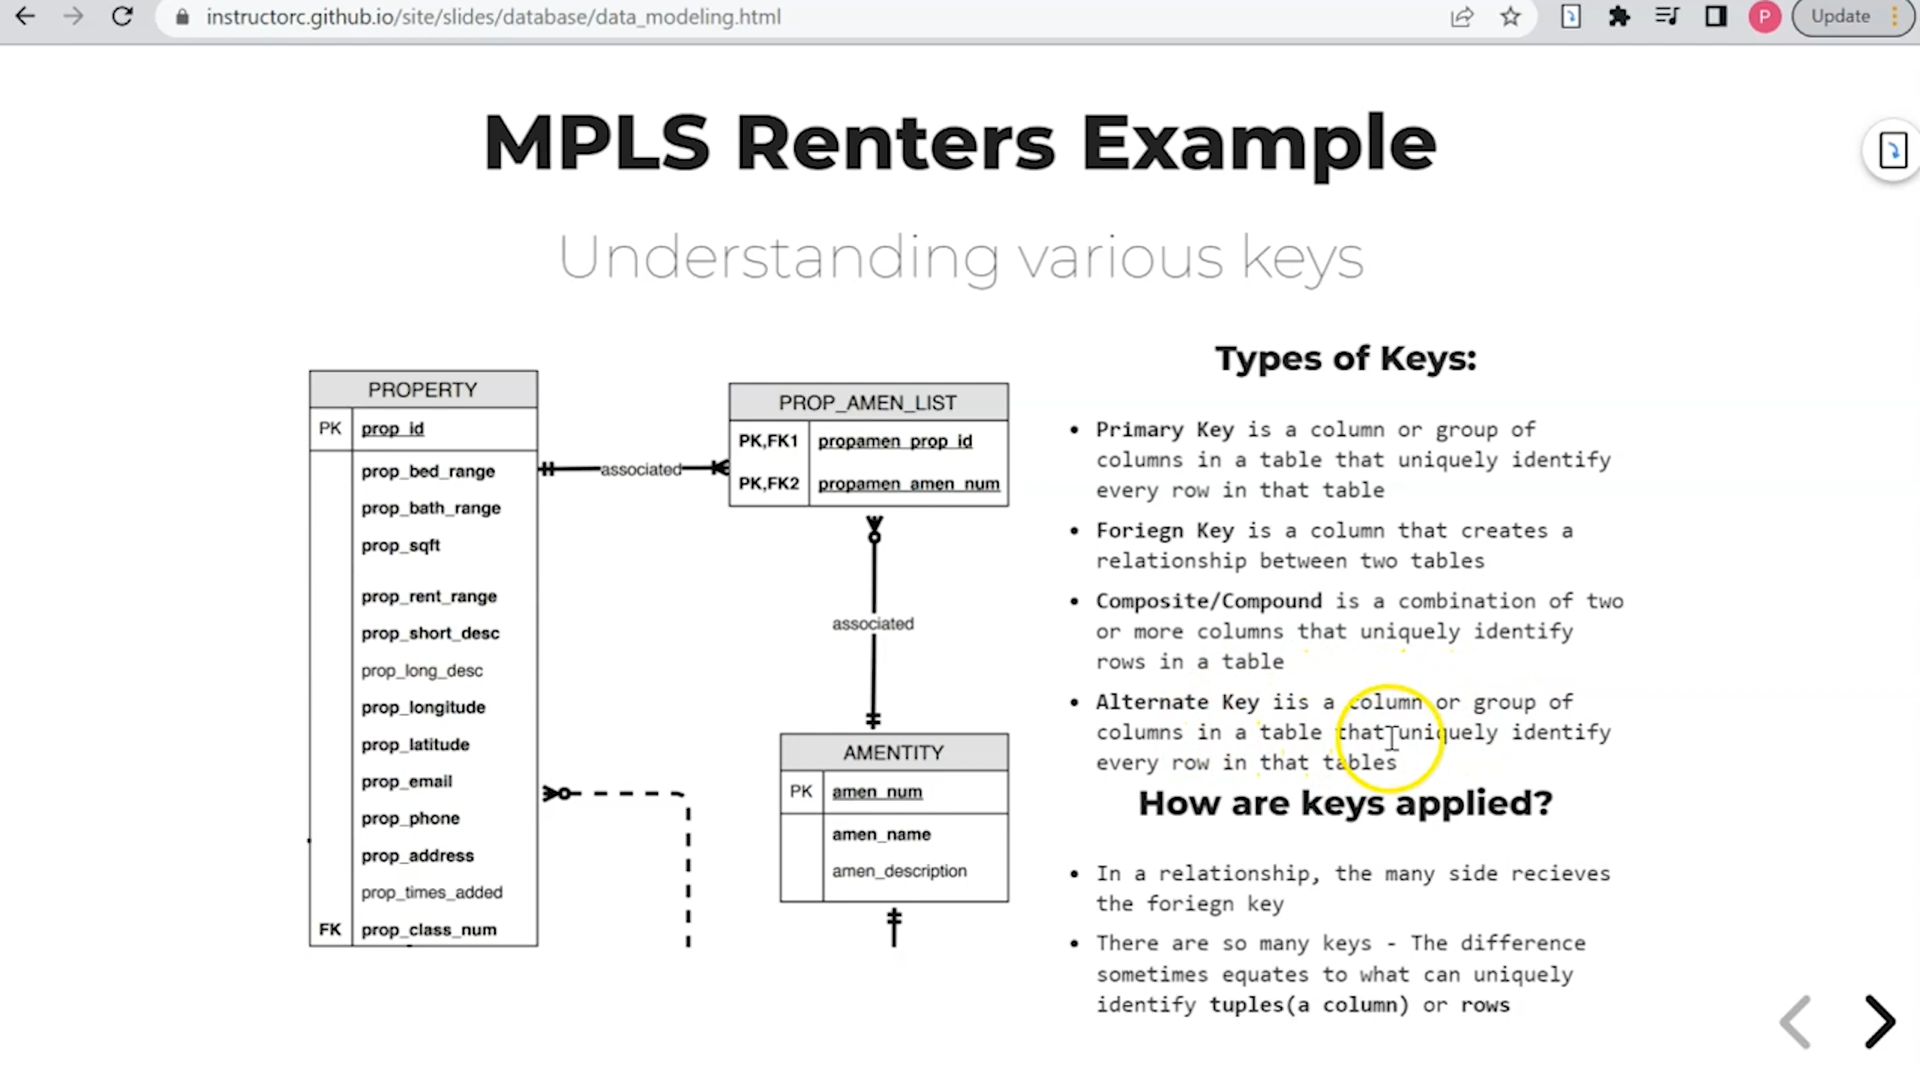 instructorc.github.io/site/slides/database/data_modeling.html
P
Update
MPLS Renters Example
Understanding various keys
PROPERTY
PK prop_id
prop_bed_range
prop_bath_range
prop_sqft
prop_rent_range
prop_short_desc
prop_long_desc
prop_longitude
prop_latitude
prop_email
prop_phone
prop_address
prop_times_added
FK prop_class_num
associated
PROP_AMEN_LIST
PK,FK1 propamen_prop_id
PK,FK2 propamen_amen_num
associated
AMENTITY
PK amen_num
amen_name
amen_description
Types of Keys:
• Primary Key is a column or group of
columns in a table that uniquely identify
every row in that table
• Foriegn Key is a column that creates a
relationship between two tables
• Composite/Compound is a combination of two
or more columns that uniquely identify
rows in a table
• Alternate Key iis a column or group of
columns in a table that uniquely identify
every row in that tables
How are keys applied?
• In a relationship, the many side recieves
the foriegn key
• There are so many keys - The difference
sometimes equates to what can uniquely
identify tuples(a column) or rows